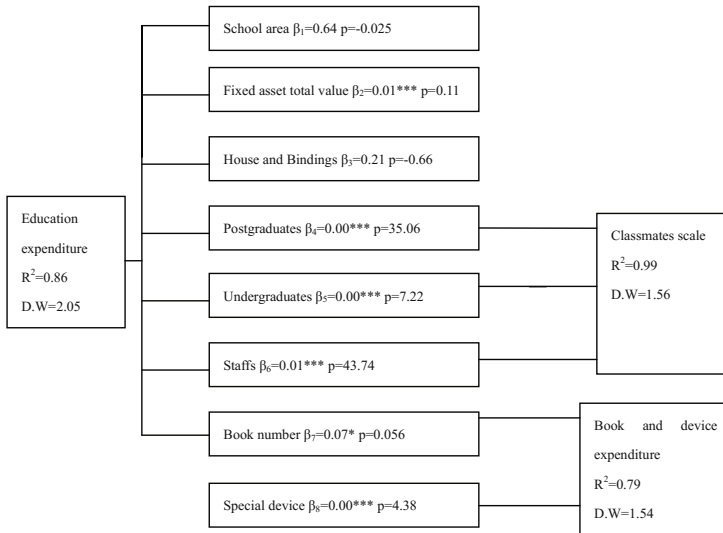 School area β₁=0.64 p=-0.025
Fixed asset total value β₂=0.01*** p=0.11
House and Bindings β₃=0.21 p=-0.66
Education
expenditure
R²=0.86
D.W=2.05
Postgraduates β₄=0.00*** p=35.06
Undergraduates β₅=0.00*** p=7.22
Staffs β₆=0.01*** p=43.74
Book number β₇=0.07* p=0.056
Special device β₈=0.00*** p=4.38
Classmates scale
R²=0.99
D.W=1.56
Book and device
expenditure
R²=0.79
D.W=1.54